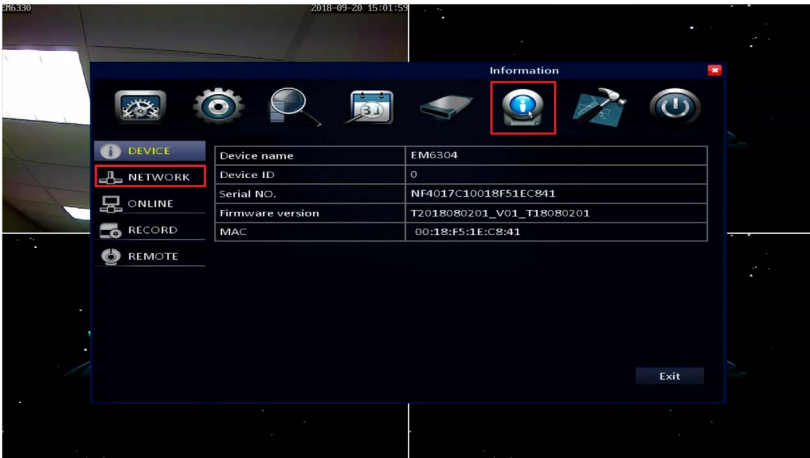 EM6330
2018-09-20 15:01:59
Information
31
DEVICE
NETWORK
ONLINE
RECORD
REMOTE
Device name EM6304
Device ID 0
Serial NO. NF4017C10018F51EC841
Firmware version T2018080201_V01_T18080201
MAC 00:18:F5:1E:C8:41
Exit